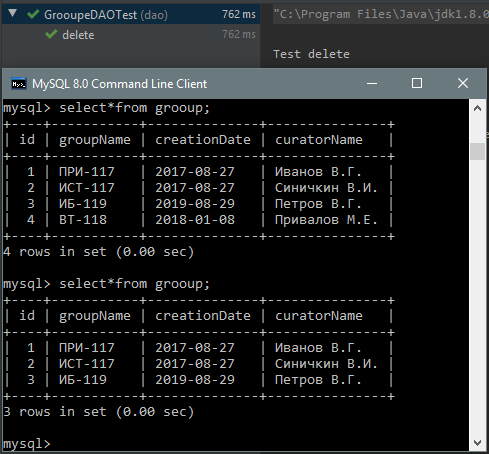 GrooupeDAOTest (dao) 762 ms "C:\Program Files\Java\jdk1.8.0
delete 762 ms
Test delete
MySQL 8.0 Command Line Client
mysql> select*from grooup;
+----+-----------+--------------+---------------+
| id | groupName | creationDate | curatorName   |
+----+-----------+--------------+---------------+
|  1 | ПРИ-117   | 2017-08-27   | Иванов В.Г.   |
|  2 | ИСТ-117   | 2017-08-27   | Синичкин В.И. |
|  3 | ИБ-119    | 2019-08-29   | Петров В.Г.   |
|  4 | ВТ-118    | 2018-01-08   | Привалов М.Е. |
+----+-----------+--------------+---------------+
4 rows in set (0.00 sec)
mysql> select*from grooup;
+----+-----------+--------------+---------------+
| id | groupName | creationDate | curatorName   |
+----+-----------+--------------+---------------+
|  1 | ПРИ-117   | 2017-08-27   | Иванов В.Г.   |
|  2 | ИСТ-117   | 2017-08-27   | Синичкин В.И. |
|  3 | ИБ-119    | 2019-08-29   | Петров В.Г.   |
+----+-----------+--------------+---------------+
3 rows in set (0.00 sec)
mysql>